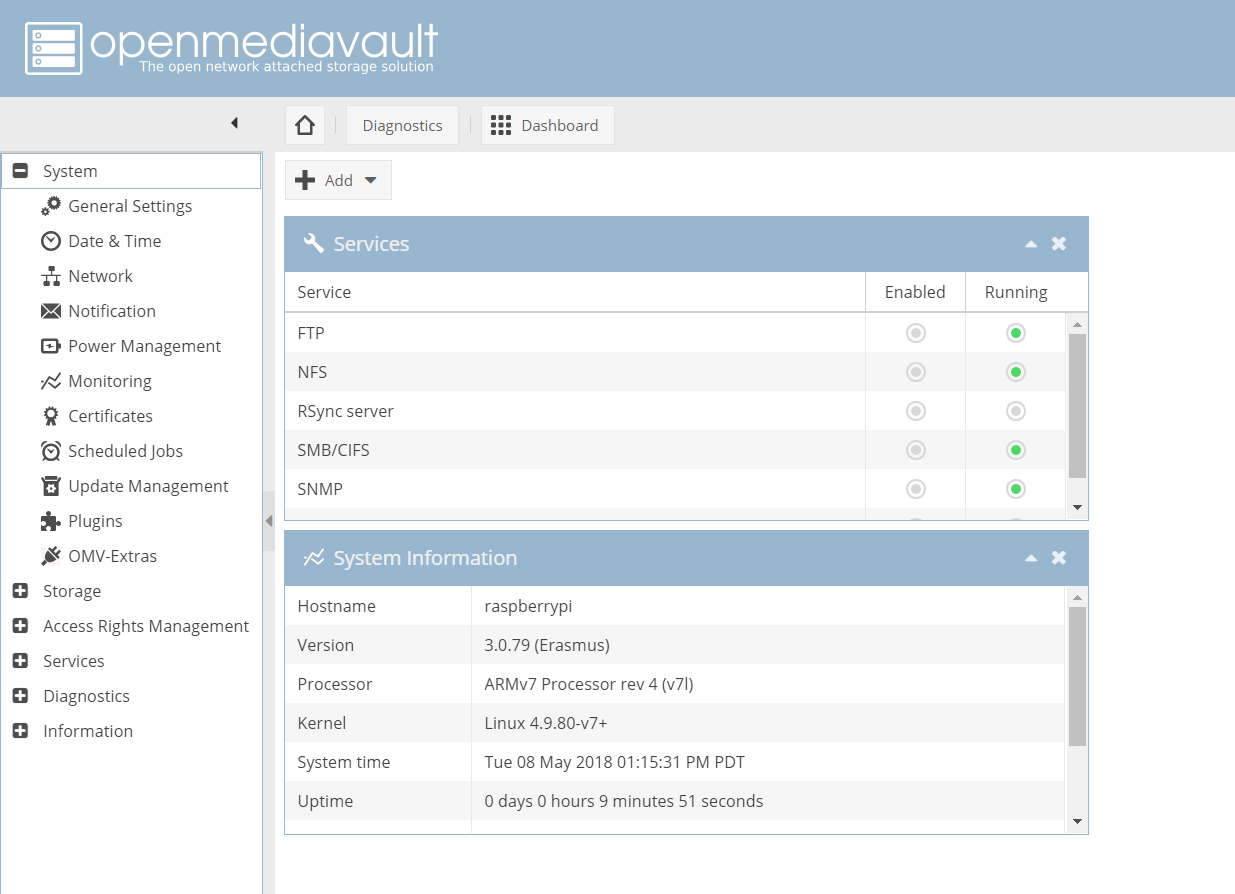 openmediavault
The open network attached storage solution
Diagnostics Dashboard
System
General Settings
Date & Time
Network
Notification
Power Management
Monitoring
Certificates
Scheduled Jobs
Update Management
Plugins
OMV-Extras
Storage
Access Rights Management
Services
Diagnostics
Information
Add
Services
Service Enabled Running
FTP
NFS
RSync server
SMB/CIFS
SNMP
System Information
Hostname raspberrypi
Version 3.0.79 (Erasmus)
Processor ARMv7 Processor rev 4 (v7l)
Kernel Linux 4.9.80-v7+
System time Tue 08 May 2018 01:15:31 PM PDT
Uptime 0 days 0 hours 9 minutes 51 seconds